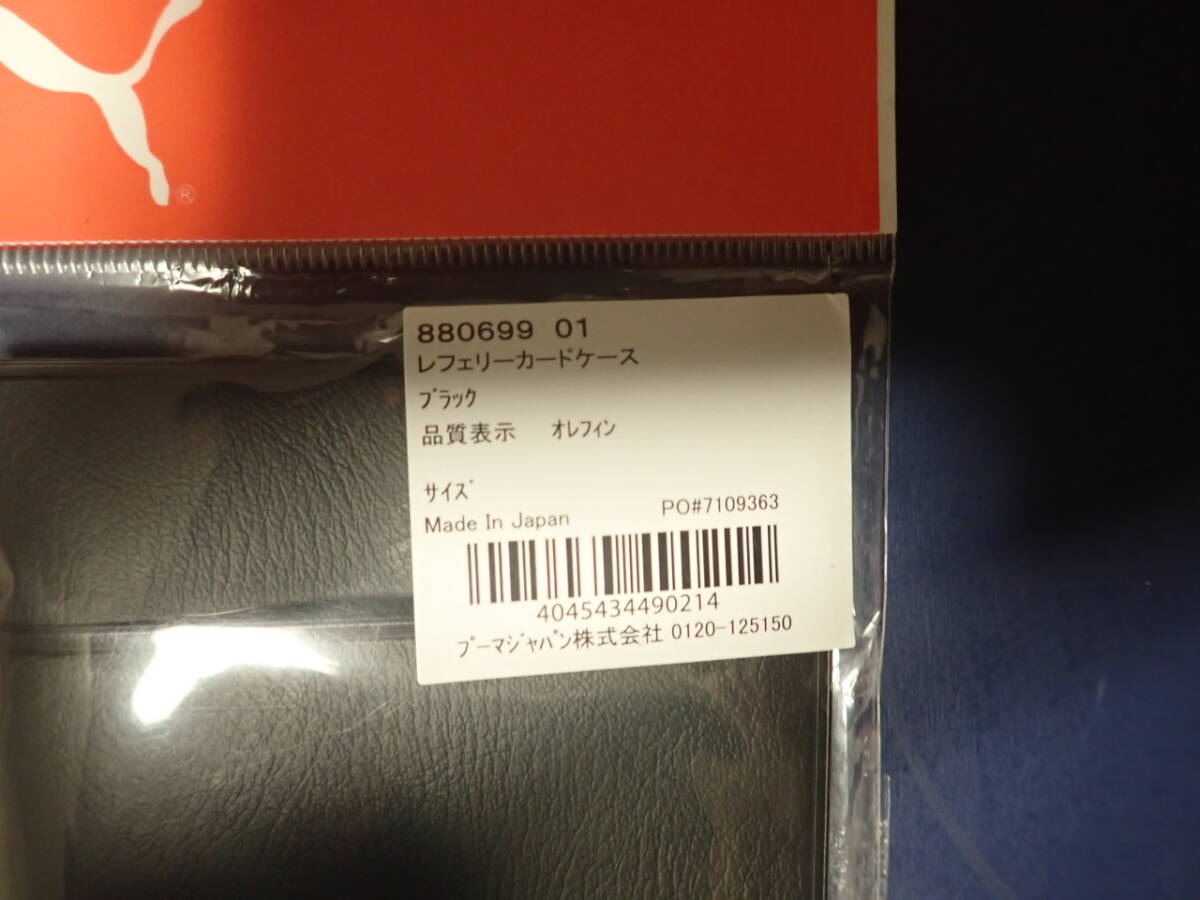 ®
880699 01
レフェリーカードケース
ブラック
品質表示 オレフィン
サイズ
PO#7109363
Made In Japan
4045434490214
プーマジャパン株式会社 0120-125150